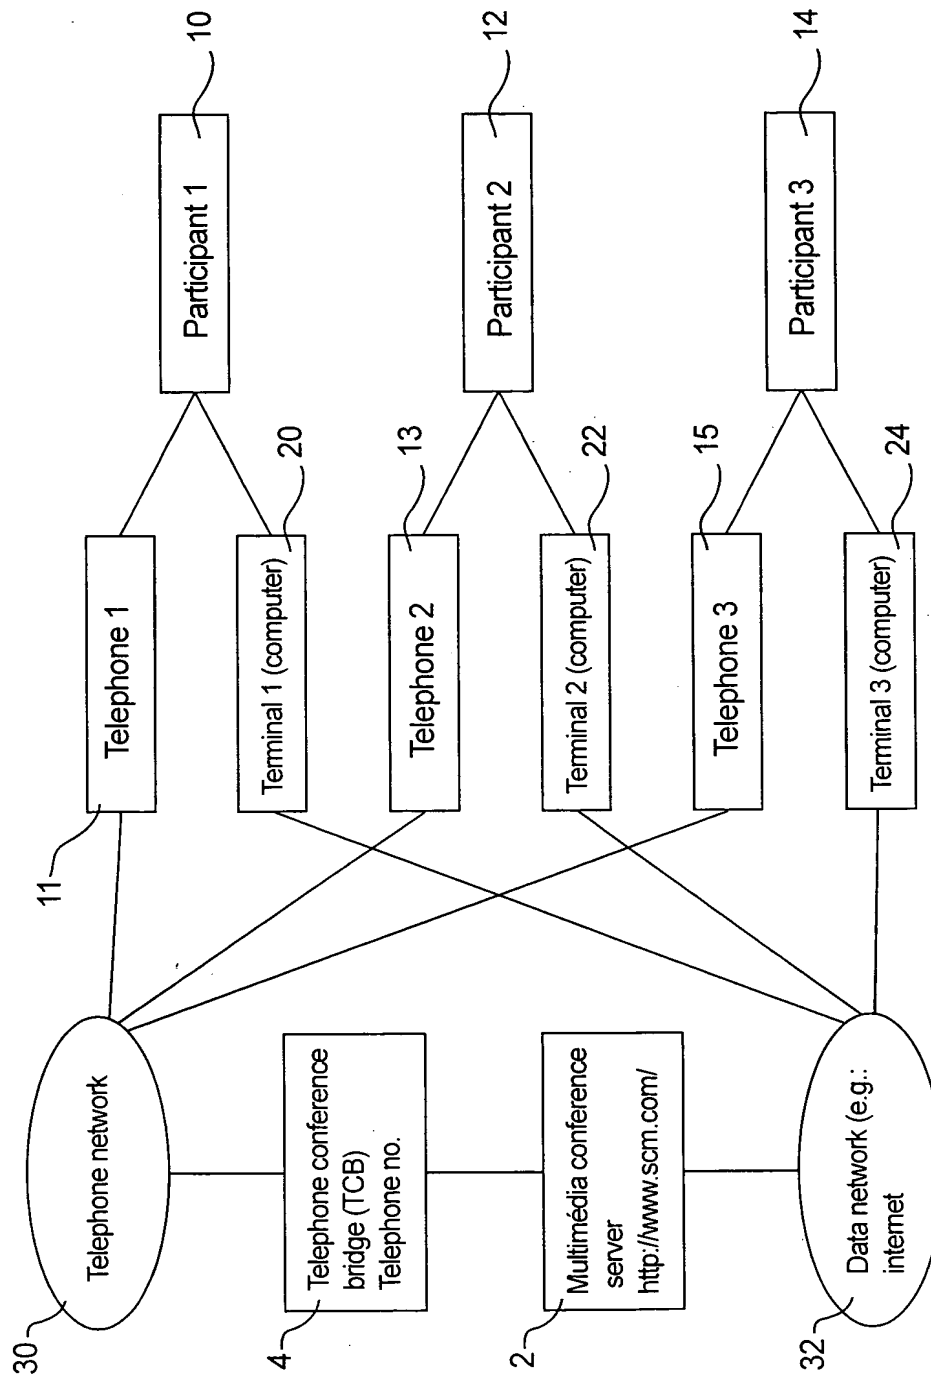 Participant 1
10
Participant 2
12
Participant 3
14
Telephone 1
11
Terminal 1 (computer)
20
Telephone 2
13
Terminal 2 (computer)
22
Telephone 3
15
Terminal 3 (computer)
24
Telephone network
30
Telephone conference
bridge (TCB)
Telephone no.
4
Multimédia conference
server
http://www.scm.com/
2
Data network (e.g.:
internet
32